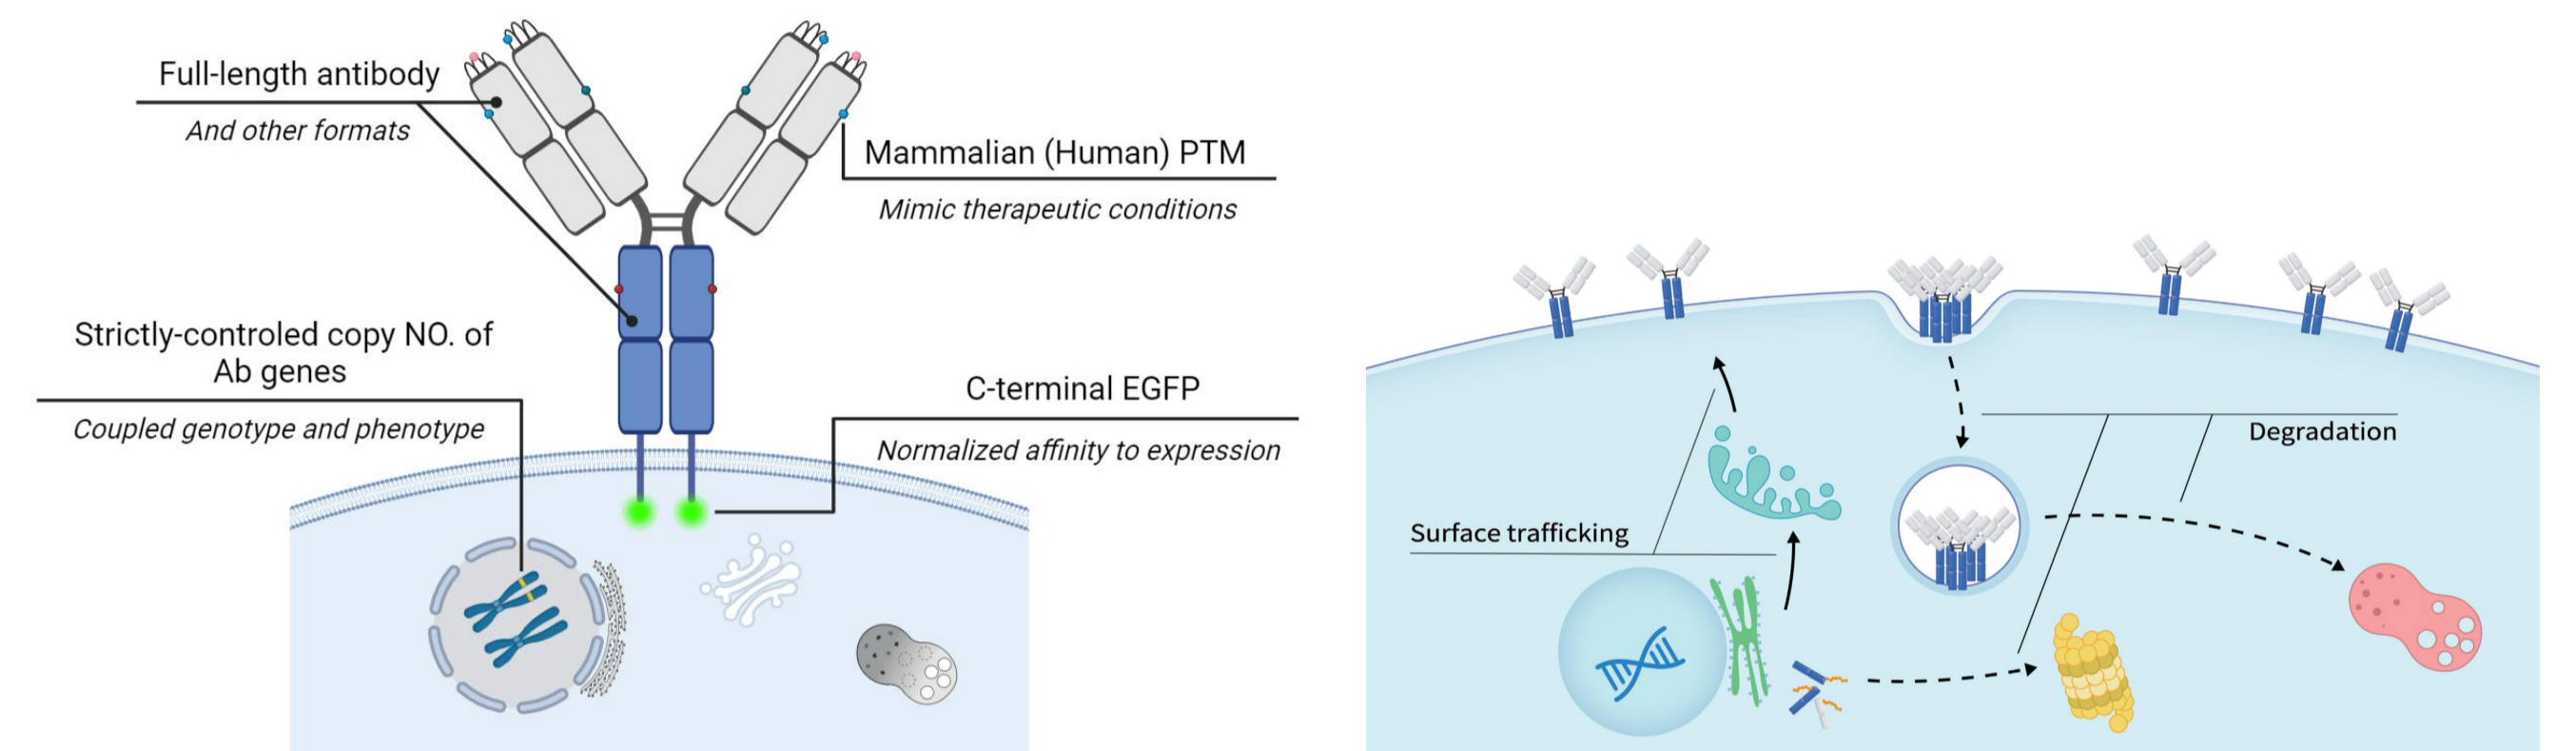 Full-length antibody
And other formats
Mammalian (Human) PTM
Mimic therapeutic conditions
Strictly-controled copy NO. of
Ab genes
Coupled genotype and phenotype
C-terminal EGFP
Normalized affinity to expression
Surface trafficking
Degradation